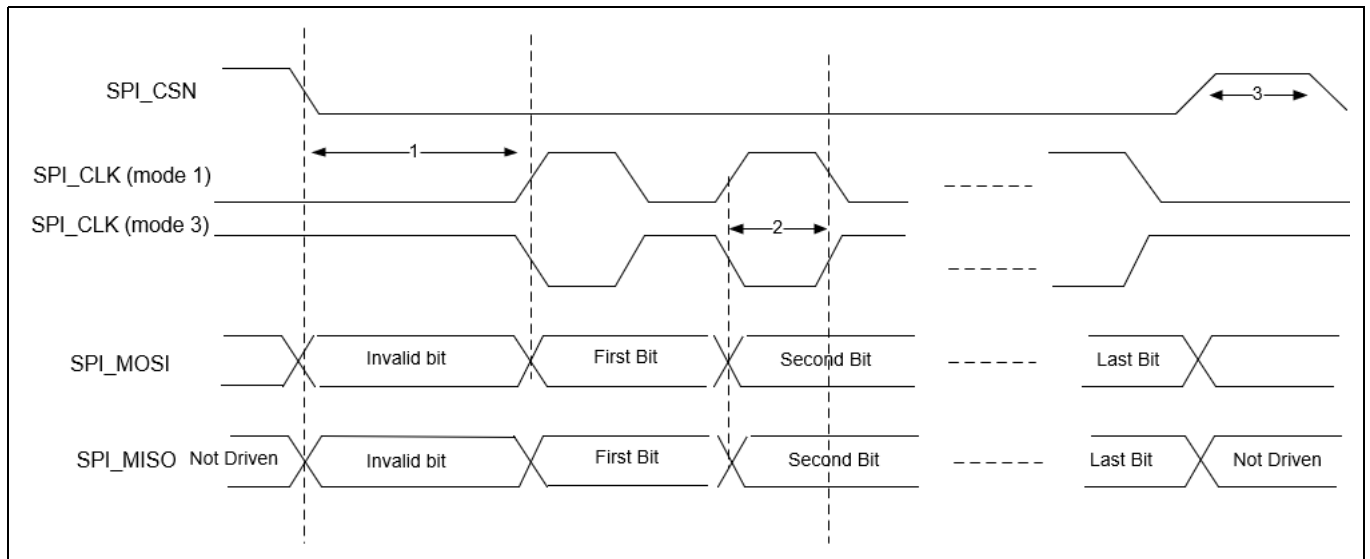 SPI_CSN
3
1
SPI_CLK (mode 1)
SPI_CLK (mode 3)
2
SPI_MOSI
Invalid bit
First Bit
Second Bit
Last Bit
SPI_MISO
Not Driven
Invalid bit
First Bit
Second Bit
Last Bit
Not Driven